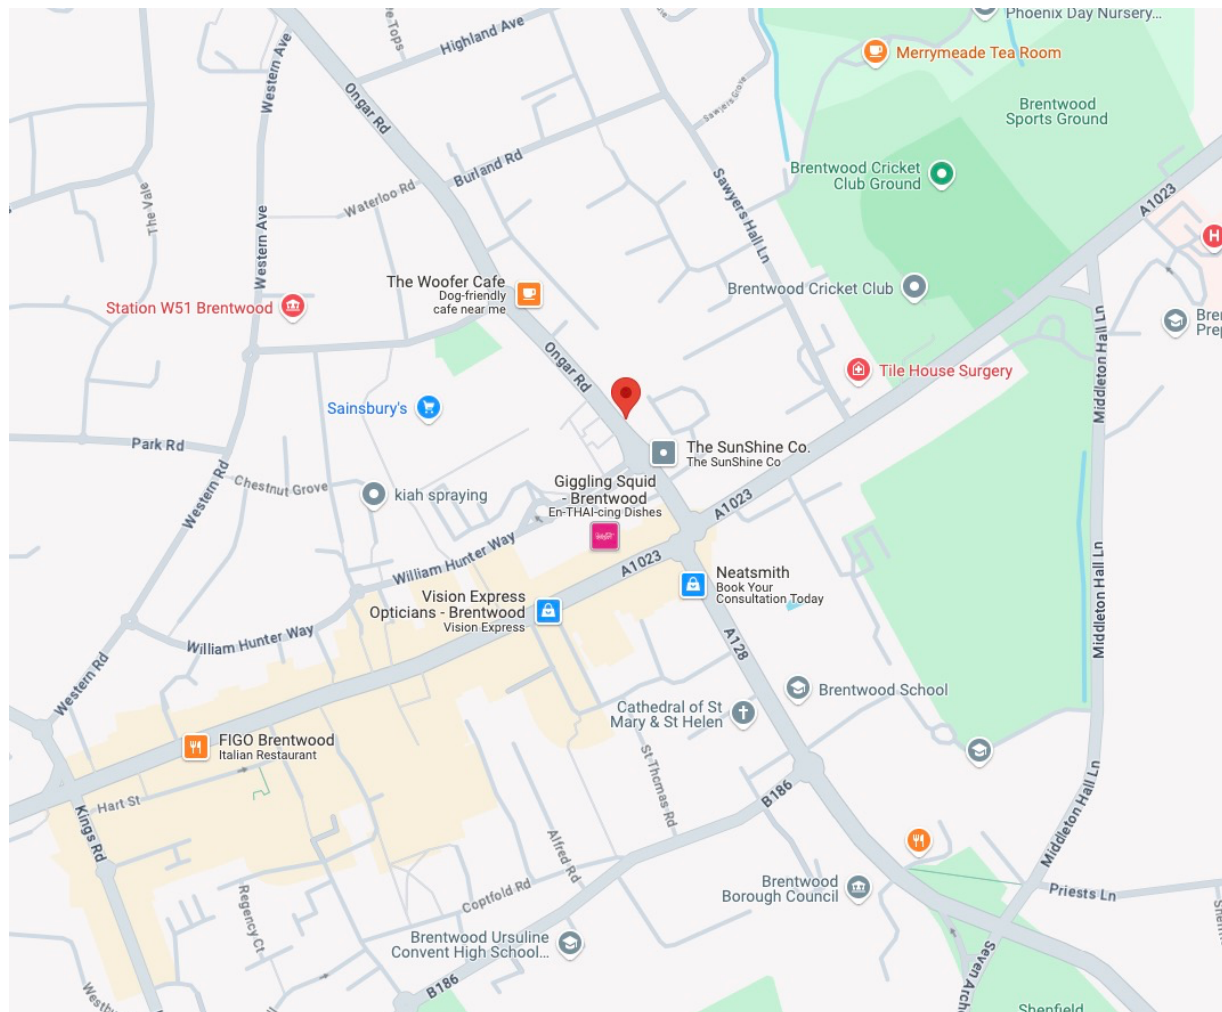 Phoenix Day Nursery...
Merrymeade Tea Room
Brentwood
Sports Ground
Highland Ave
Western Ave
Ongar Rd
Sawyers Grove
Burland Rd
Brentwood Cricket
Club Ground
A1023
The Vale
Waterloo Rd
Western Ave
Sawyers Hall Ln
H
The Woofer Cafe
Dog-friendly
cafe near me
Station W51 Brentwood
Brentwood Cricket Club
Ongar Rd
Tile House Surgery
Middleton Hall Ln
Sainsbury's
Park Rd
The SunShine Co.
The SunShine Co
Chestnut Grove
Western Rd
kiah spraying
Giggling Squid
- Brentwood
En-THAI-cing Dishes
A1023
William Hunter Way
A1023
Neatsmith
Book Your
Consultation Today
Middleton Hall Ln
Vision Express
Opticians - Brentwood
Vision Express
William Hunter Way
A128
Western Rd
Brentwood School
Cathedral of St
Mary & St Helen
FIGO Brentwood
Italian Restaurant
Hart St
St Thomas Rd
B186
Kings Rd
Middleton Hall Ln
Alfred Rd
Coptfold Rd
Brentwood
Borough Council
Priests Ln
Regency Ct
Brentwood Ursuline
Convent High School...
B186
Seven Arch
Shenfield